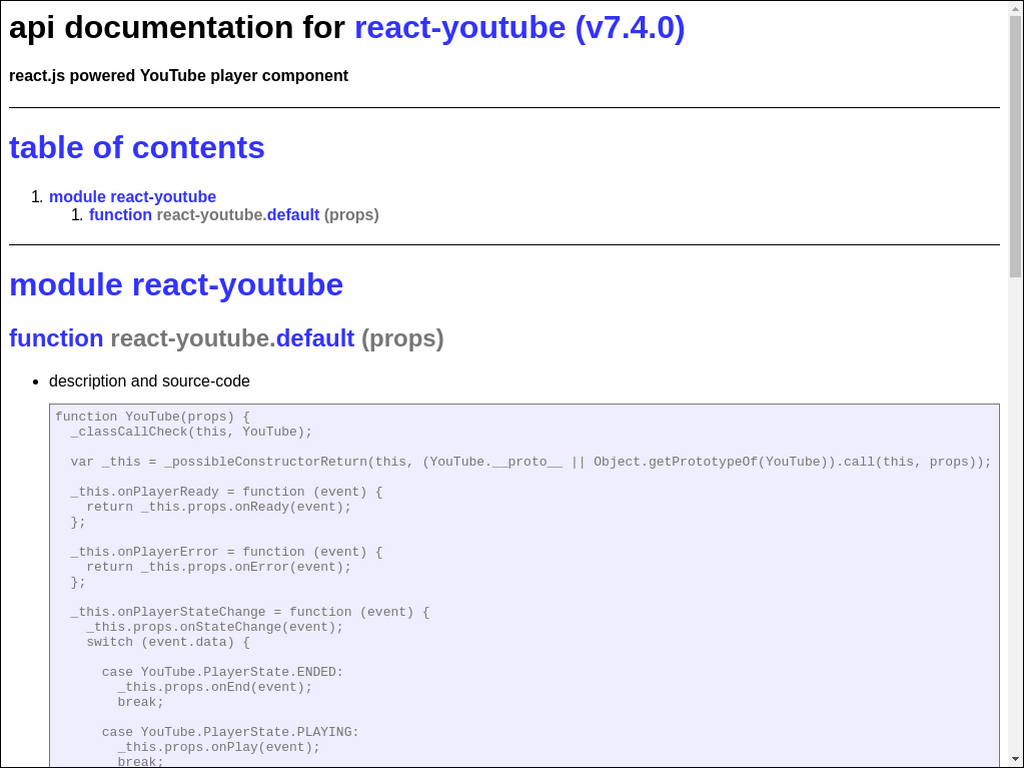 api documentation for react-youtube (v7.4.0)
react.js powered YouTube player component
table of contents
1. module react-youtube
1. function react-youtube.default (props)
module react-youtube
function react-youtube.default (props)
• description and source-code
function YouTube(props) {
  _classCallCheck(this, YouTube);
  var _this = _possibleConstructorReturn(this, (YouTube.__proto__ || Object.getPrototypeOf(YouTube)).call(this, props));
  _this.onPlayerReady = function (event) {
    return _this.props.onReady(event);
  };
  _this.onPlayerError = function (event) {
    return _this.props.onError(event);
  };
  _this.onPlayerStateChange = function (event) {
    _this.props.onStateChange(event);
    switch (event.data) {
      case YouTube.PlayerState.ENDED:
        _this.props.onEnd(event);
        break;
      case YouTube.PlayerState.PLAYING:
        _this.props.onPlay(event);
        break;